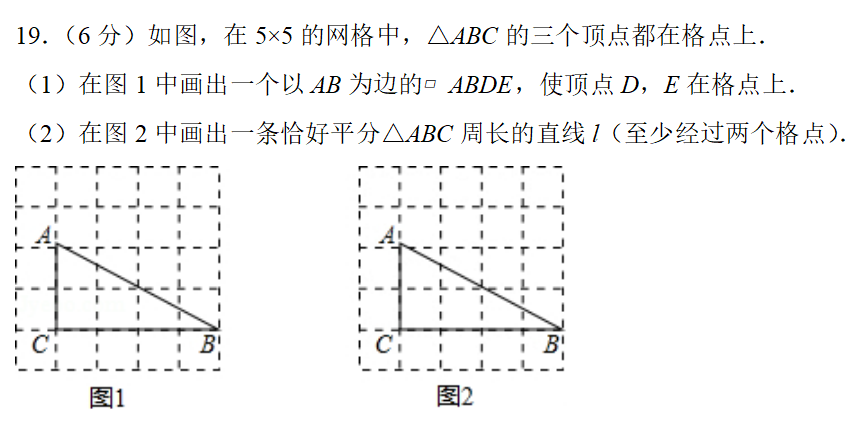 19.（6 分）如图，在 5×5 的网格中，△ABC 的三个顶点都在格点上．
（1）在图 1 中画出一个以 AB 为边的▱ ABDE，使顶点 D，E 在格点上．
（2）在图 2 中画出一条恰好平分△ABC 周长的直线 l（至少经过两个格点）．
A A
C B C B
图1 图2